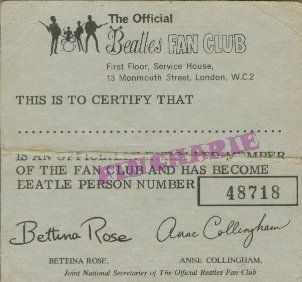 The Official
Beatles FAN CLUB
First Floor, Service House,
13 Monmouth Street, London, W.C.2
THIS IS TO CERTIFY THAT
IS AN
OF THE FAN CLUB AND HAS BECOME
BEATLE PERSON NUMBER 48718
Bettina Rose Anne Collingham
BETTINA ROSE, ANNE COLLINGHAM,
Joint National Secretaries of The Official Beatles Fan Club